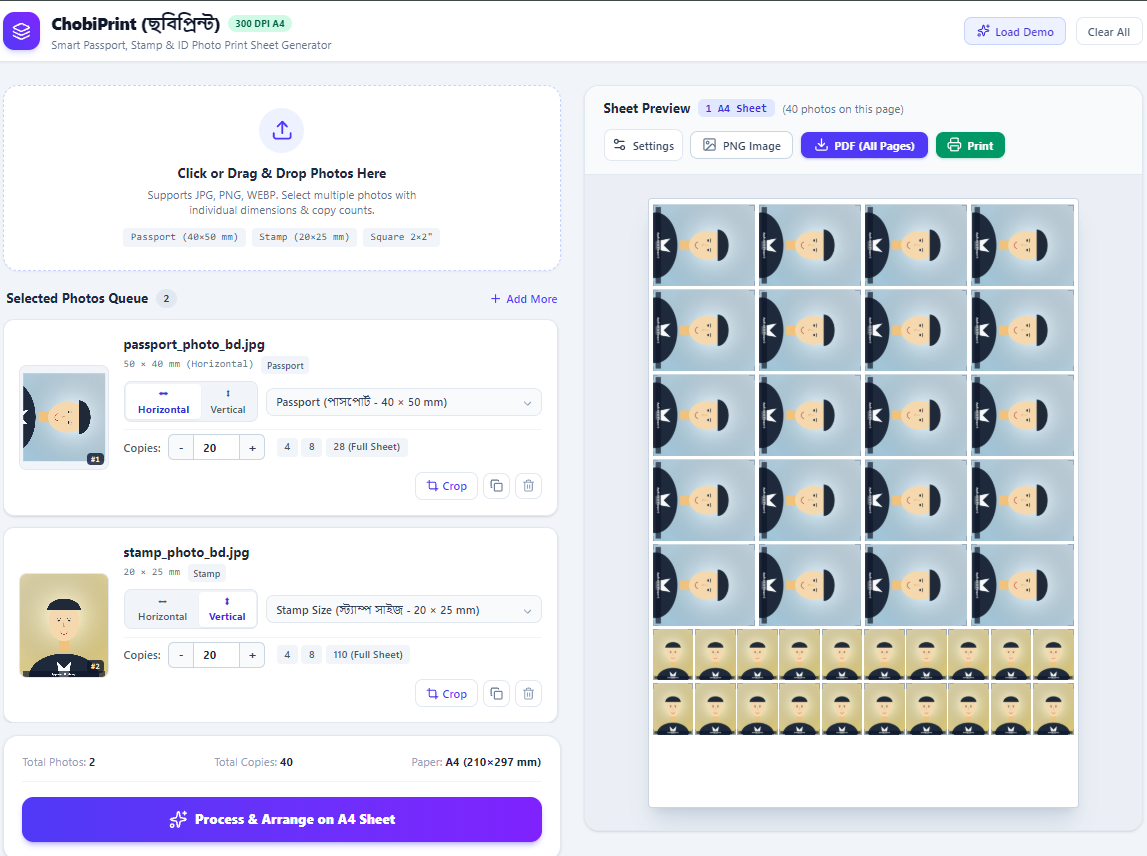 ChobiPrint (ছবিপ্রিন্ট) 300 DPI A4
Smart Passport, Stamp & ID Photo Print Sheet Generator
Load Demo
Clear All
Click or Drag & Drop Photos Here
Supports JPG, PNG, WEBP. Select multiple photos with
individual dimensions & copy counts.
Passport (40×50 mm) Stamp (20×25 mm) Square 2×2"
Selected Photos Queue 2
+ Add More
passport_photo_bd.jpg
50 × 40 mm (Horizontal) Passport
Horizontal Vertical
Passport (পাসপোর্ট - 40 × 50 mm)
Copies: - 20 + 4 8 28 (Full Sheet)
#1
Crop
stamp_photo_bd.jpg
20 × 25 mm Stamp
Horizontal Vertical
Stamp Size (স্ট্যাম্প সাইজ - 20 × 25 mm)
Copies: - 20 + 4 8 110 (Full Sheet)
#2
Crop
Total Photos: 2 Total Copies: 40 Paper: A4 (210×297 mm)
Process & Arrange on A4 Sheet
Sheet Preview 1 A4 Sheet (40 photos on this page)
Settings PNG Image PDF (All Pages) Print